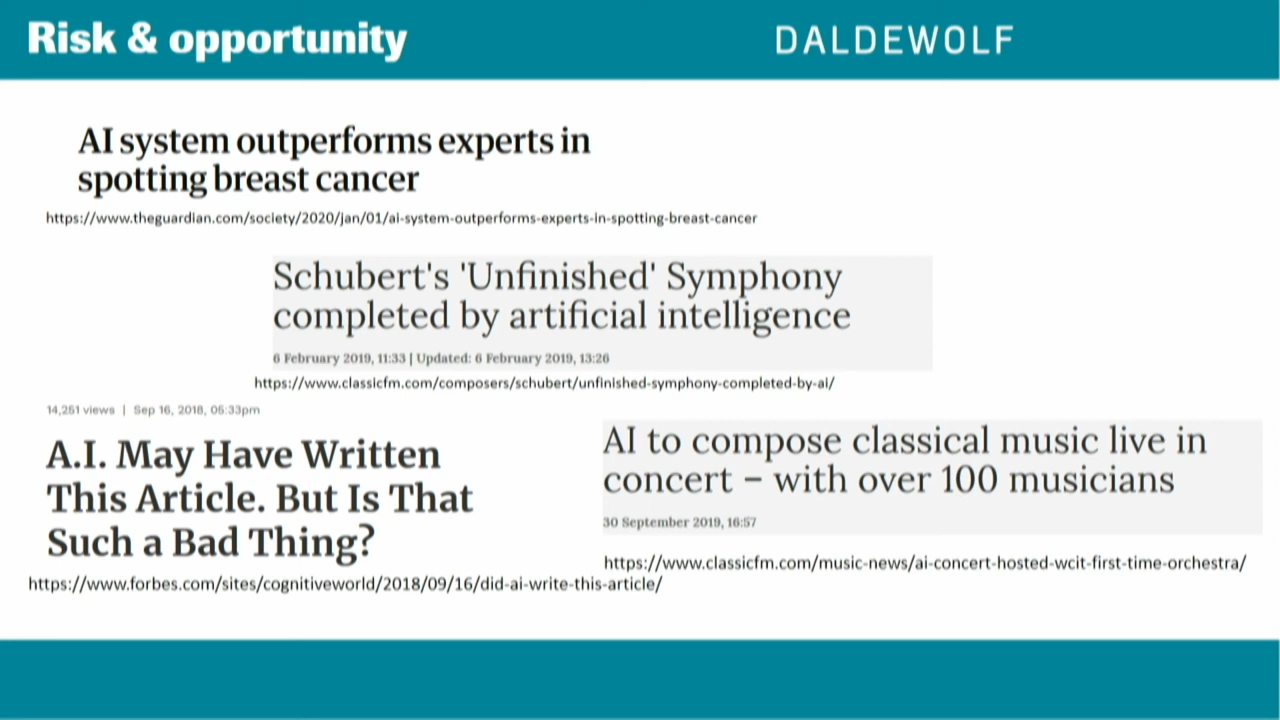 Risk & opportunity
DALDEWOLF
AI system outperforms experts in
spotting breast cancer
https://www.theguardian.com/society/2020/jan/01/ai-system-outperforms-experts-in-spotting-breast-cancer
Schubert's 'Unfinished' Symphony
completed by artificial intelligence
6 February 2019, 11:33 | Updated: 6 February 2019, 13:26
https://www.classicfm.com/composers/schubert/unfinished-symphony-completed-by-ai/
14,251 views | Sep 16, 2018, 05:33pm
A.I. May Have Written
This Article. But Is That
Such a Bad Thing?
https://www.forbes.com/sites/cognitiveworld/2018/09/16/did-ai-write-this-article/
AI to compose classical music live in
concert – with over 100 musicians
30 September 2019, 16:57
https://www.classicfm.com/music-news/ai-concert-hosted-wcit-first-time-orchestra/